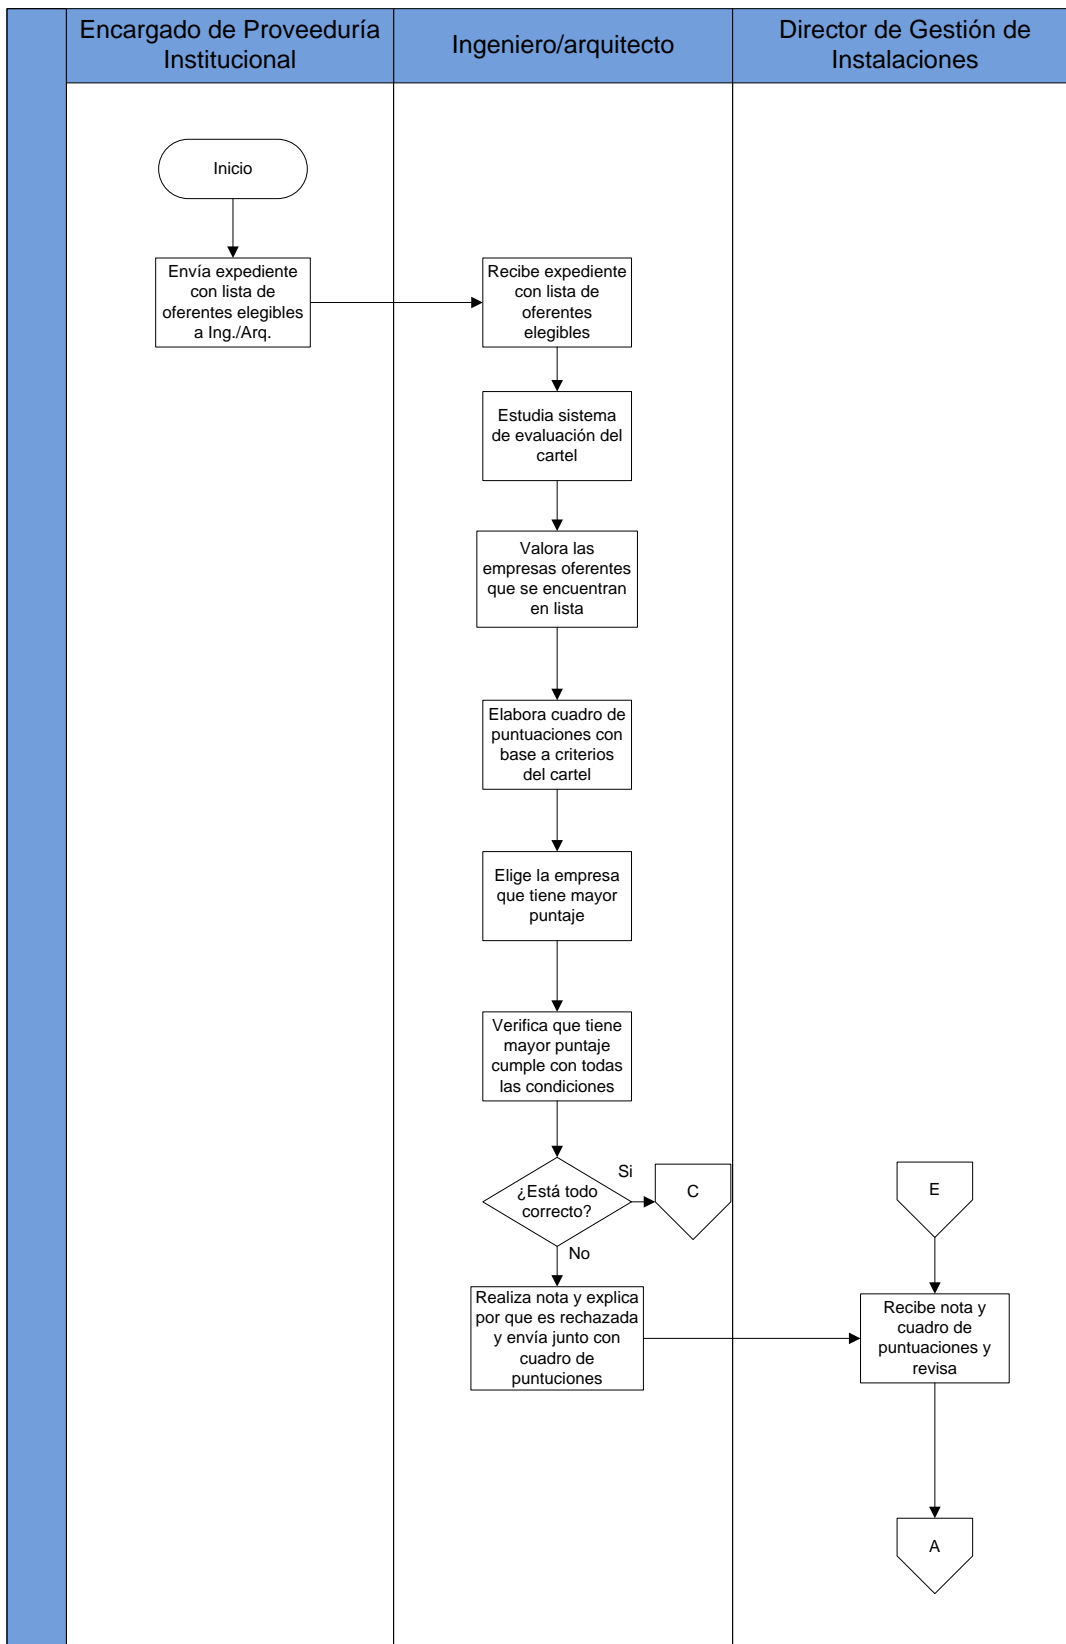 Encargado de Proveeduría
Institucional
Ingeniero/arquitecto
Director de Gestión de
Instalaciones
Inicio
Envía expediente
con lista de
oferentes elegibles
a Ing./Arq.
Recibe expediente
con lista de
oferentes
elegibles
Estudia sistema
de evaluación del
cartel
Valora las
empresas oferentes
que se encuentran
en lista
Elabora cuadro de
puntuaciones con
base a criterios
del cartel
Elige la empresa
que tiene mayor
puntaje
Verifica que tiene
mayor puntaje
cumple con todas
las condiciones
¿Está todo
correcto?
Si
C
E
No
Realiza nota y explica
por que es rechazada
y envía junto con
cuadro de
puntuciones
Recibe nota y
cuadro de
puntuaciones y
revisa
A